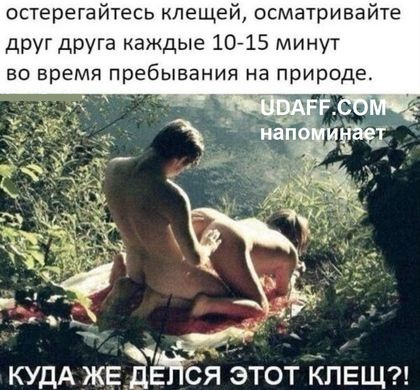 остерегайтесь клещей, осматривайте
друг друга каждые 10-15 минут
во время пребывания на природе.
UDAFF.COM
напоминает
КУДА ЖЕ ДЕЛСЯ ЭТОТ КЛЕЩ?!